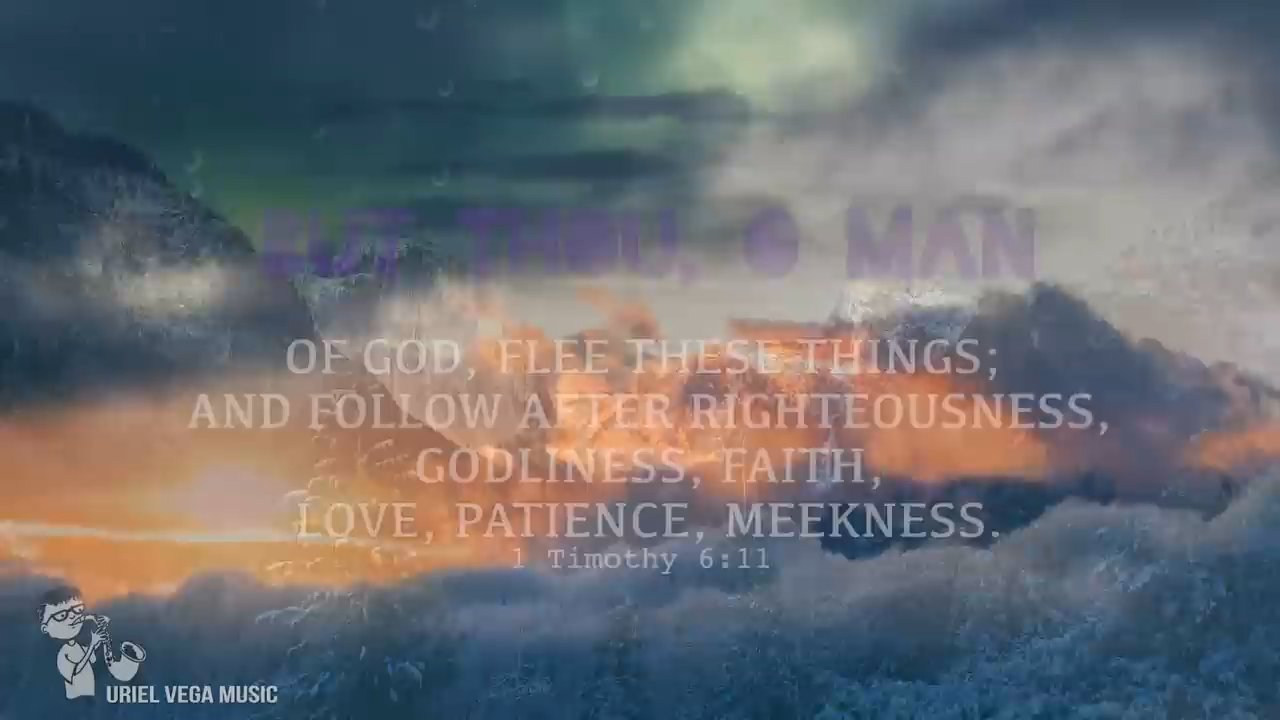 BUT THOU, O MAN
OF GOD, FLEE THESE THINGS;
AND FOLLOW AFTER RIGHTEOUSNESS,
GODLINESS, FAITH,
LOVE, PATIENCE, MEEKNESS.
1 Timothy 6:11
URIEL VEGA MUSIC